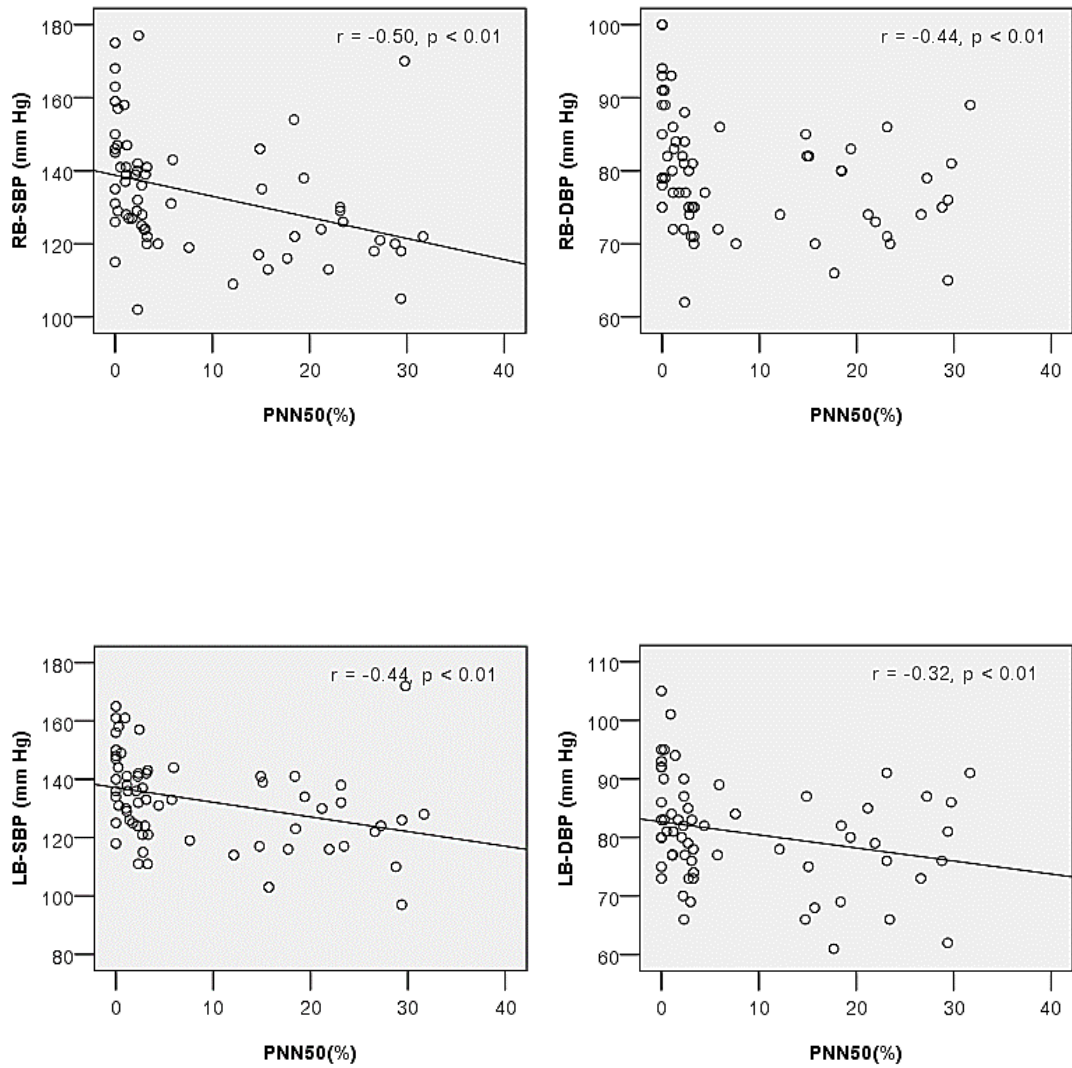 r = -0.50, p < 0.01
180
160
140
120
100
RB-SBP (mm Hg)
0 10 20 30 40
PNN50(%)
r = -0.44, p < 0.01
100
90
80
70
60
RB-DBP (mm Hg)
0 10 20 30 40
PNN50(%)
r = -0.44, p < 0.01
180
160
140
120
100
80
LB-SBP (mm Hg)
0 10 20 30 40
PNN50(%)
r = -0.32, p < 0.01
110
100
90
80
70
60
LB-DBP (mm Hg)
0 10 20 30 40
PNN50(%)